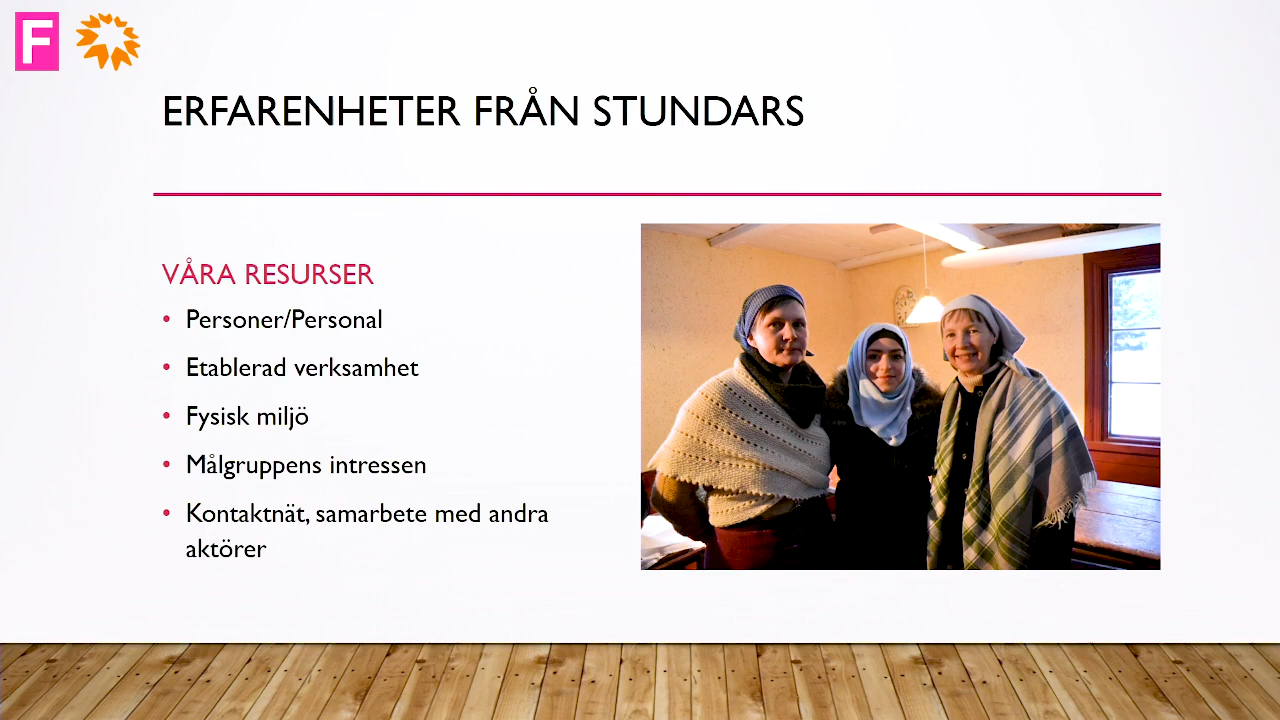 F
ERFARENHETER FRÅN STUNDARS
VÅRA RESURSER
• Personer/Personal
• Etablerad verksamhet
• Fysisk miljö
• Målgruppens intressen
• Kontaktnät, samarbete med andra
aktörer